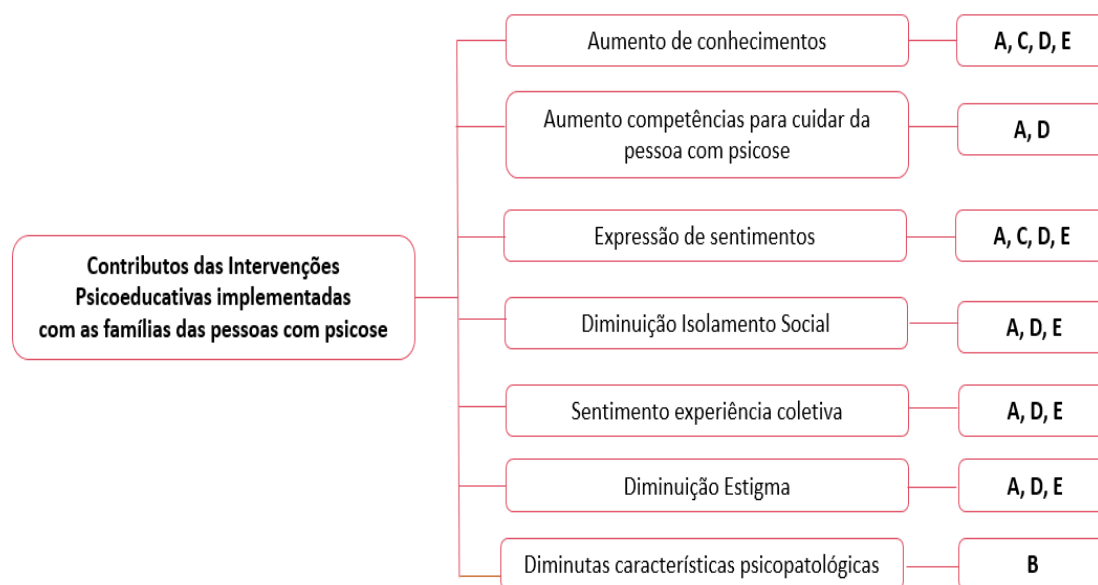 Aumento de conhecimentos
A, C, D, E
Aumento competências para cuidar da
pessoa com psicose
A, D
Expressão de sentimentos
A, C, D, E
Contributos das Intervenções
Psicoeducativas implementadas
com as famílias das pessoas com psicose
Diminuição Isolamento Social
A, D, E
Sentimento experiência coletiva
A, D, E
Diminuição Estigma
A, D, E
Diminutas características psicopatológicas
B